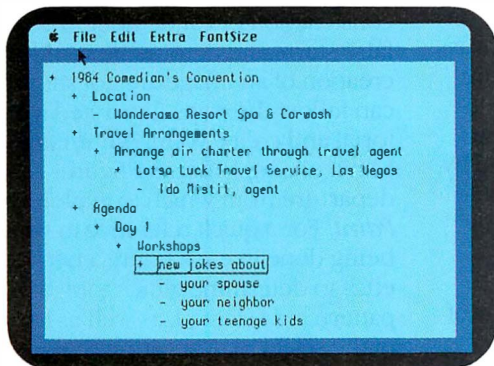 File Edit Extra FontSize
+ 1984 Comedian's Convention
+ Location
- Wonderama Resort Spa & Carwash
+ Travel Arrangements
+ Arrange air charter through travel agent
+ Lotsa Luck Travel Service, Las Vegas
- Ido Mistit, agent
+ Agenda
+ Day 1
+ Workshops
+ new jokes about
- your spouse
- your neighbor
- your teenage kids